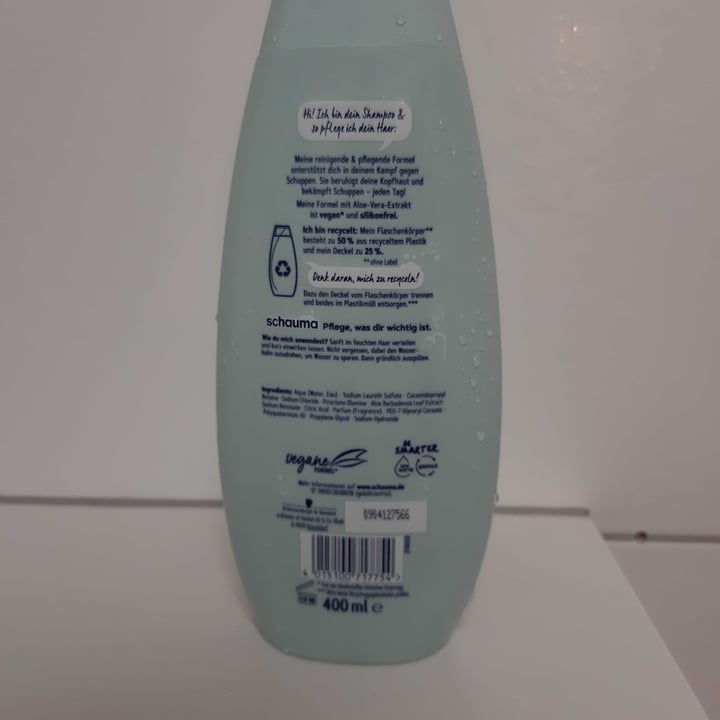 Hi! Ich bin dein Shampoo &
so pflege ich dein Haar:
Meine reinigende & pflegende Formel
unterstützt dich in deinem Kampf gegen
Schuppen. Sie beruhigt deine Kopfhaut und
bekämpft Schuppen – jeden Tag!
Meine Formel mit Aloe-Vera-Extrakt
ist vegan* und silikonfrei.
Ich bin recycelt: Mein Flaschenkörper**
besteht zu 50 % aus recyceltem Plastik
und mein Deckel zu 25 %.
**ohne Label
Denk daran, mich zu recyceln!
Dazu den Deckel vom Flaschenkörper trennen
und beides im Plastikmüll entsorgen.***
schauma Pflege, was dir wichtig ist.
Wie du mich anwendest? Sanft im feuchten Haar verteilen
und kurz einwirken lassen. Nicht vergessen, dabei den Wasser-
hahn zuzudrehen, um Wasser zu sparen. Dann gründlich ausspülen.
Ingredients: Aqua (Water, Eau) · Sodium Laureth Sulfate · Cocamidopropyl
Betaine · Sodium Chloride · Piroctone Olamine · Aloe Barbadensis Leaf Extract ·
Sodium Benzoate · Citric Acid · Parfum (Fragrance) · PEG-7 Glyceryl Cocoate ·
Polyquaternium-10 · Propylene Glycol · Sodium Hydroxide
vegane
FORMEL*
BE
SMARTER
Mehr Informationen auf www.schauma.de
(gebührenfrei)
0904127566
4 015100 717754 >
12 M
400 ml e